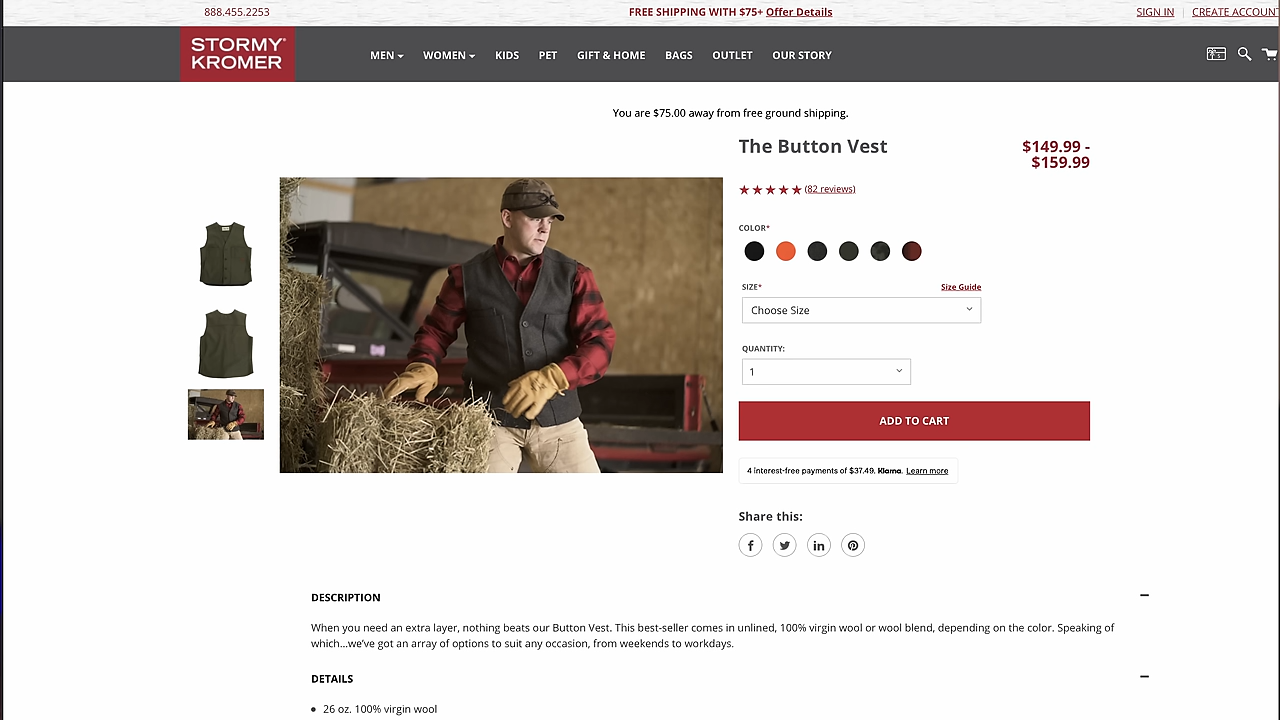 888.455.2253
FREE SHIPPING WITH $75+ Offer Details
SIGN IN
CREATE ACCOUNT
STORMY
KROMER
MEN
WOMEN
KIDS
PET
GIFT & HOME
BAGS
OUTLET
OUR STORY
You are $75.00 away from free ground shipping.
The Button Vest
$149.99 -
$159.99
(82 reviews)
COLOR*
SIZE*
Size Guide
Choose Size
QUANTITY:
1
ADD TO CART
4 interest-free payments of $37.49. Klarna. Learn more
Share this:
DESCRIPTION
When you need an extra layer, nothing beats our Button Vest. This best-seller comes in unlined, 100% virgin wool or wool blend, depending on the color. Speaking of
which...we've got an array of options to suit any occasion, from weekends to workdays.
DETAILS
26 oz. 100% virgin wool